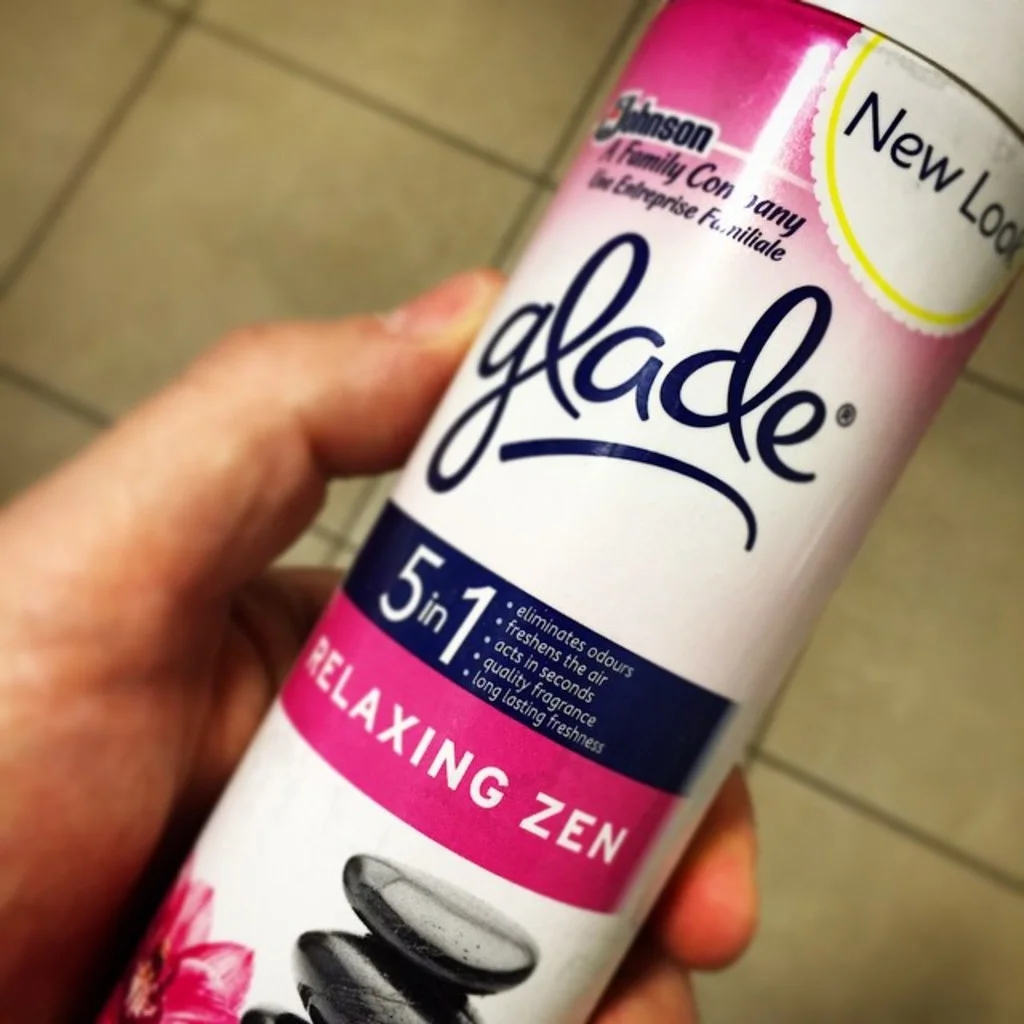 Johnson
A Family Company
Une Entreprise Familiale
New Look
glade®
5in1
• eliminates odours
• freshens the air
• acts in seconds
• quality fragrance
• long lasting freshness
RELAXING ZEN